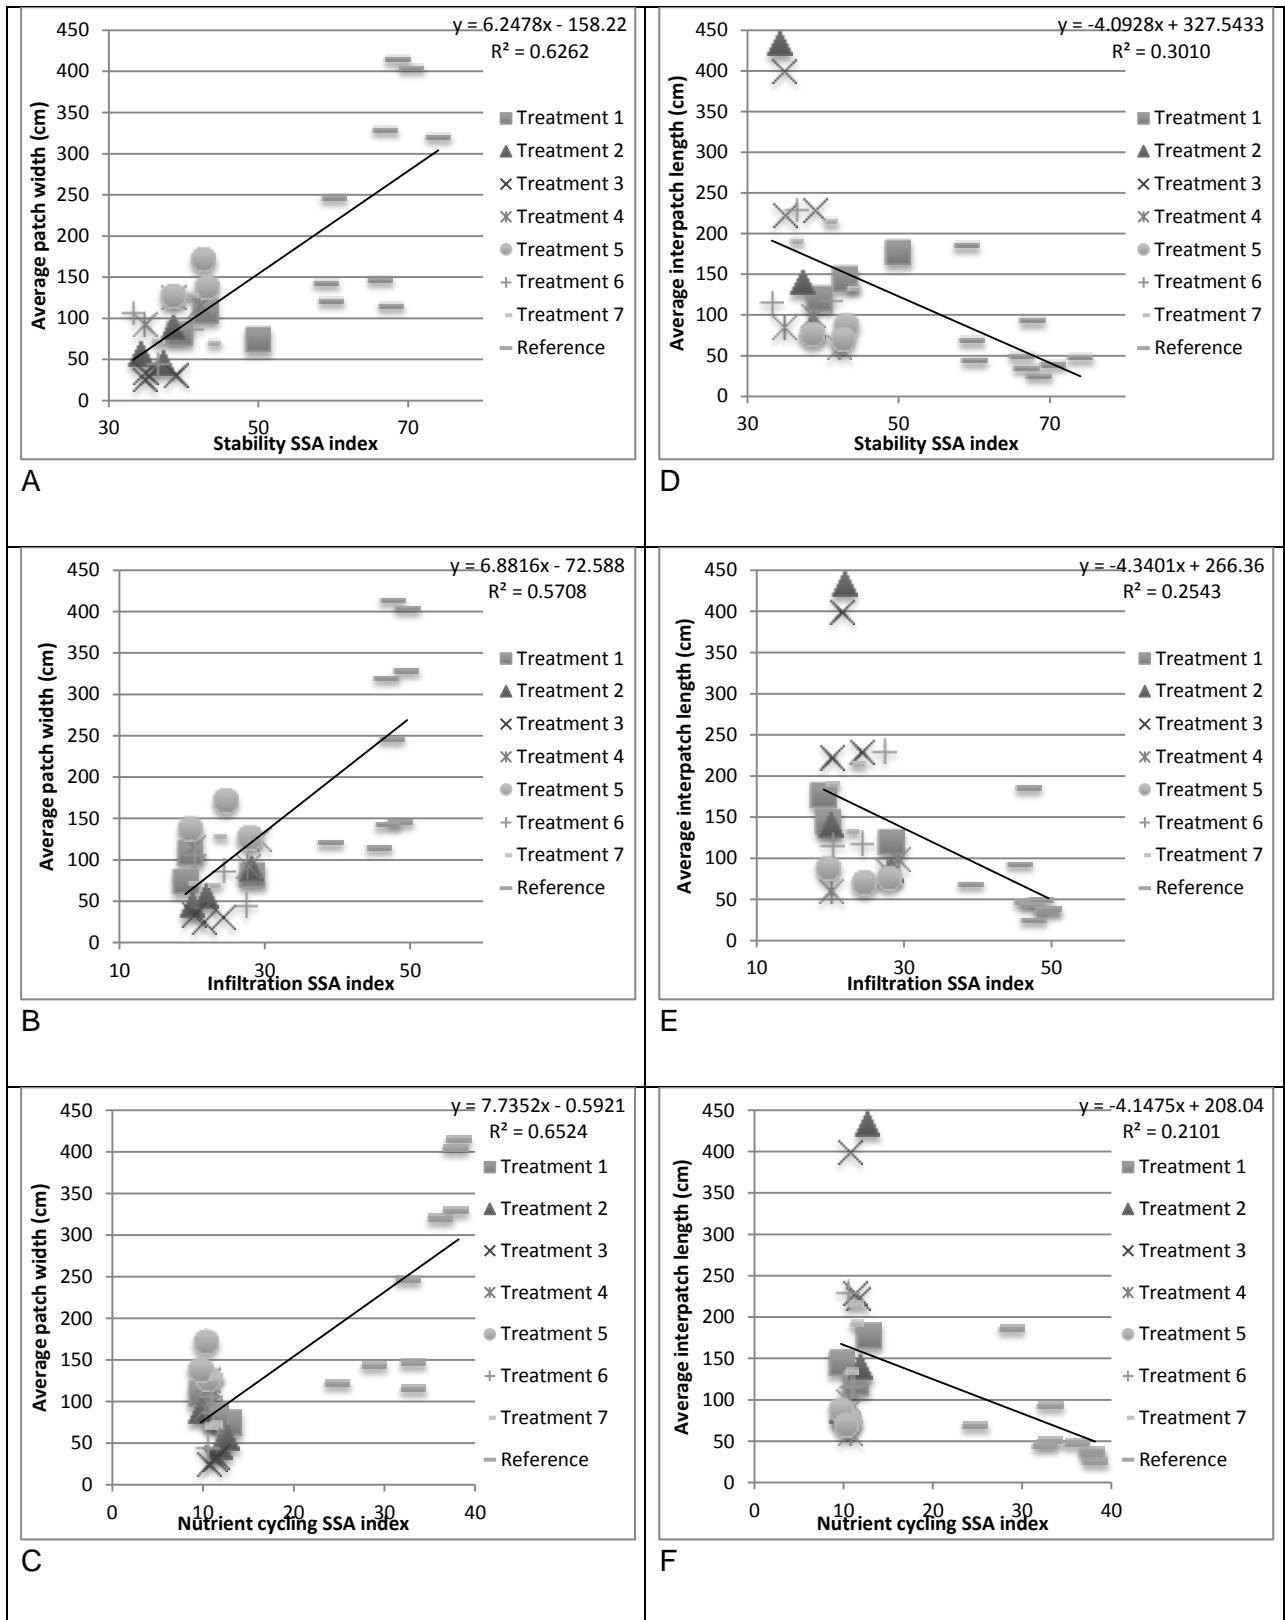 y = 6.2478x - 158.22
R² = 0.6262
450
400
350
300
250
200
150
100
50
0
Average patch width (cm)
30 50 70
Stability SSA index
Treatment 1
Treatment 2
Treatment 3
Treatment 4
Treatment 5
Treatment 6
Treatment 7
Reference
A
y = -4.0928x + 327.5433
R² = 0.3010
450
400
350
300
250
200
150
100
50
0
Average interpatch length (cm)
30 50 70
Stability SSA index
Treatment 1
Treatment 2
Treatment 3
Treatment 4
Treatment 5
Treatment 6
Treatment 7
Reference
D
y = 6.8816x - 72.588
R² = 0.5708
450
400
350
300
250
200
150
100
50
0
Average patch width (cm)
10 30 50
Infiltration SSA index
Treatment 1
Treatment 2
Treatment 3
Treatment 4
Treatment 5
Treatment 6
Treatment 7
Reference
B
y = -4.3401x + 266.36
R² = 0.2543
450
400
350
300
250
200
150
100
50
0
Average interpatch length (cm)
10 30 50
Infiltration SSA index
Treatment 1
Treatment 2
Treatment 3
Treatment 4
Treatment 5
Treatment 6
Treatment 7
Reference
E
y = 7.7352x - 0.5921
R² = 0.6524
450
400
350
300
250
200
150
100
50
0
Average patch width (cm)
0 10 20 30 40
Nutrient cycling SSA index
Treatment 1
Treatment 2
Treatment 3
Treatment 4
Treatment 5
Treatment 6
Treatment 7
Reference
C
y = -4.1475x + 208.04
R² = 0.2101
450
400
350
300
250
200
150
100
50
0
Average interpatch length (cm)
0 10 20 30 40
Nutrient cycling SSA index
Treatment 1
Treatment 2
Treatment 3
Treatment 4
Treatment 5
Treatment 6
Treatment 7
Reference
F